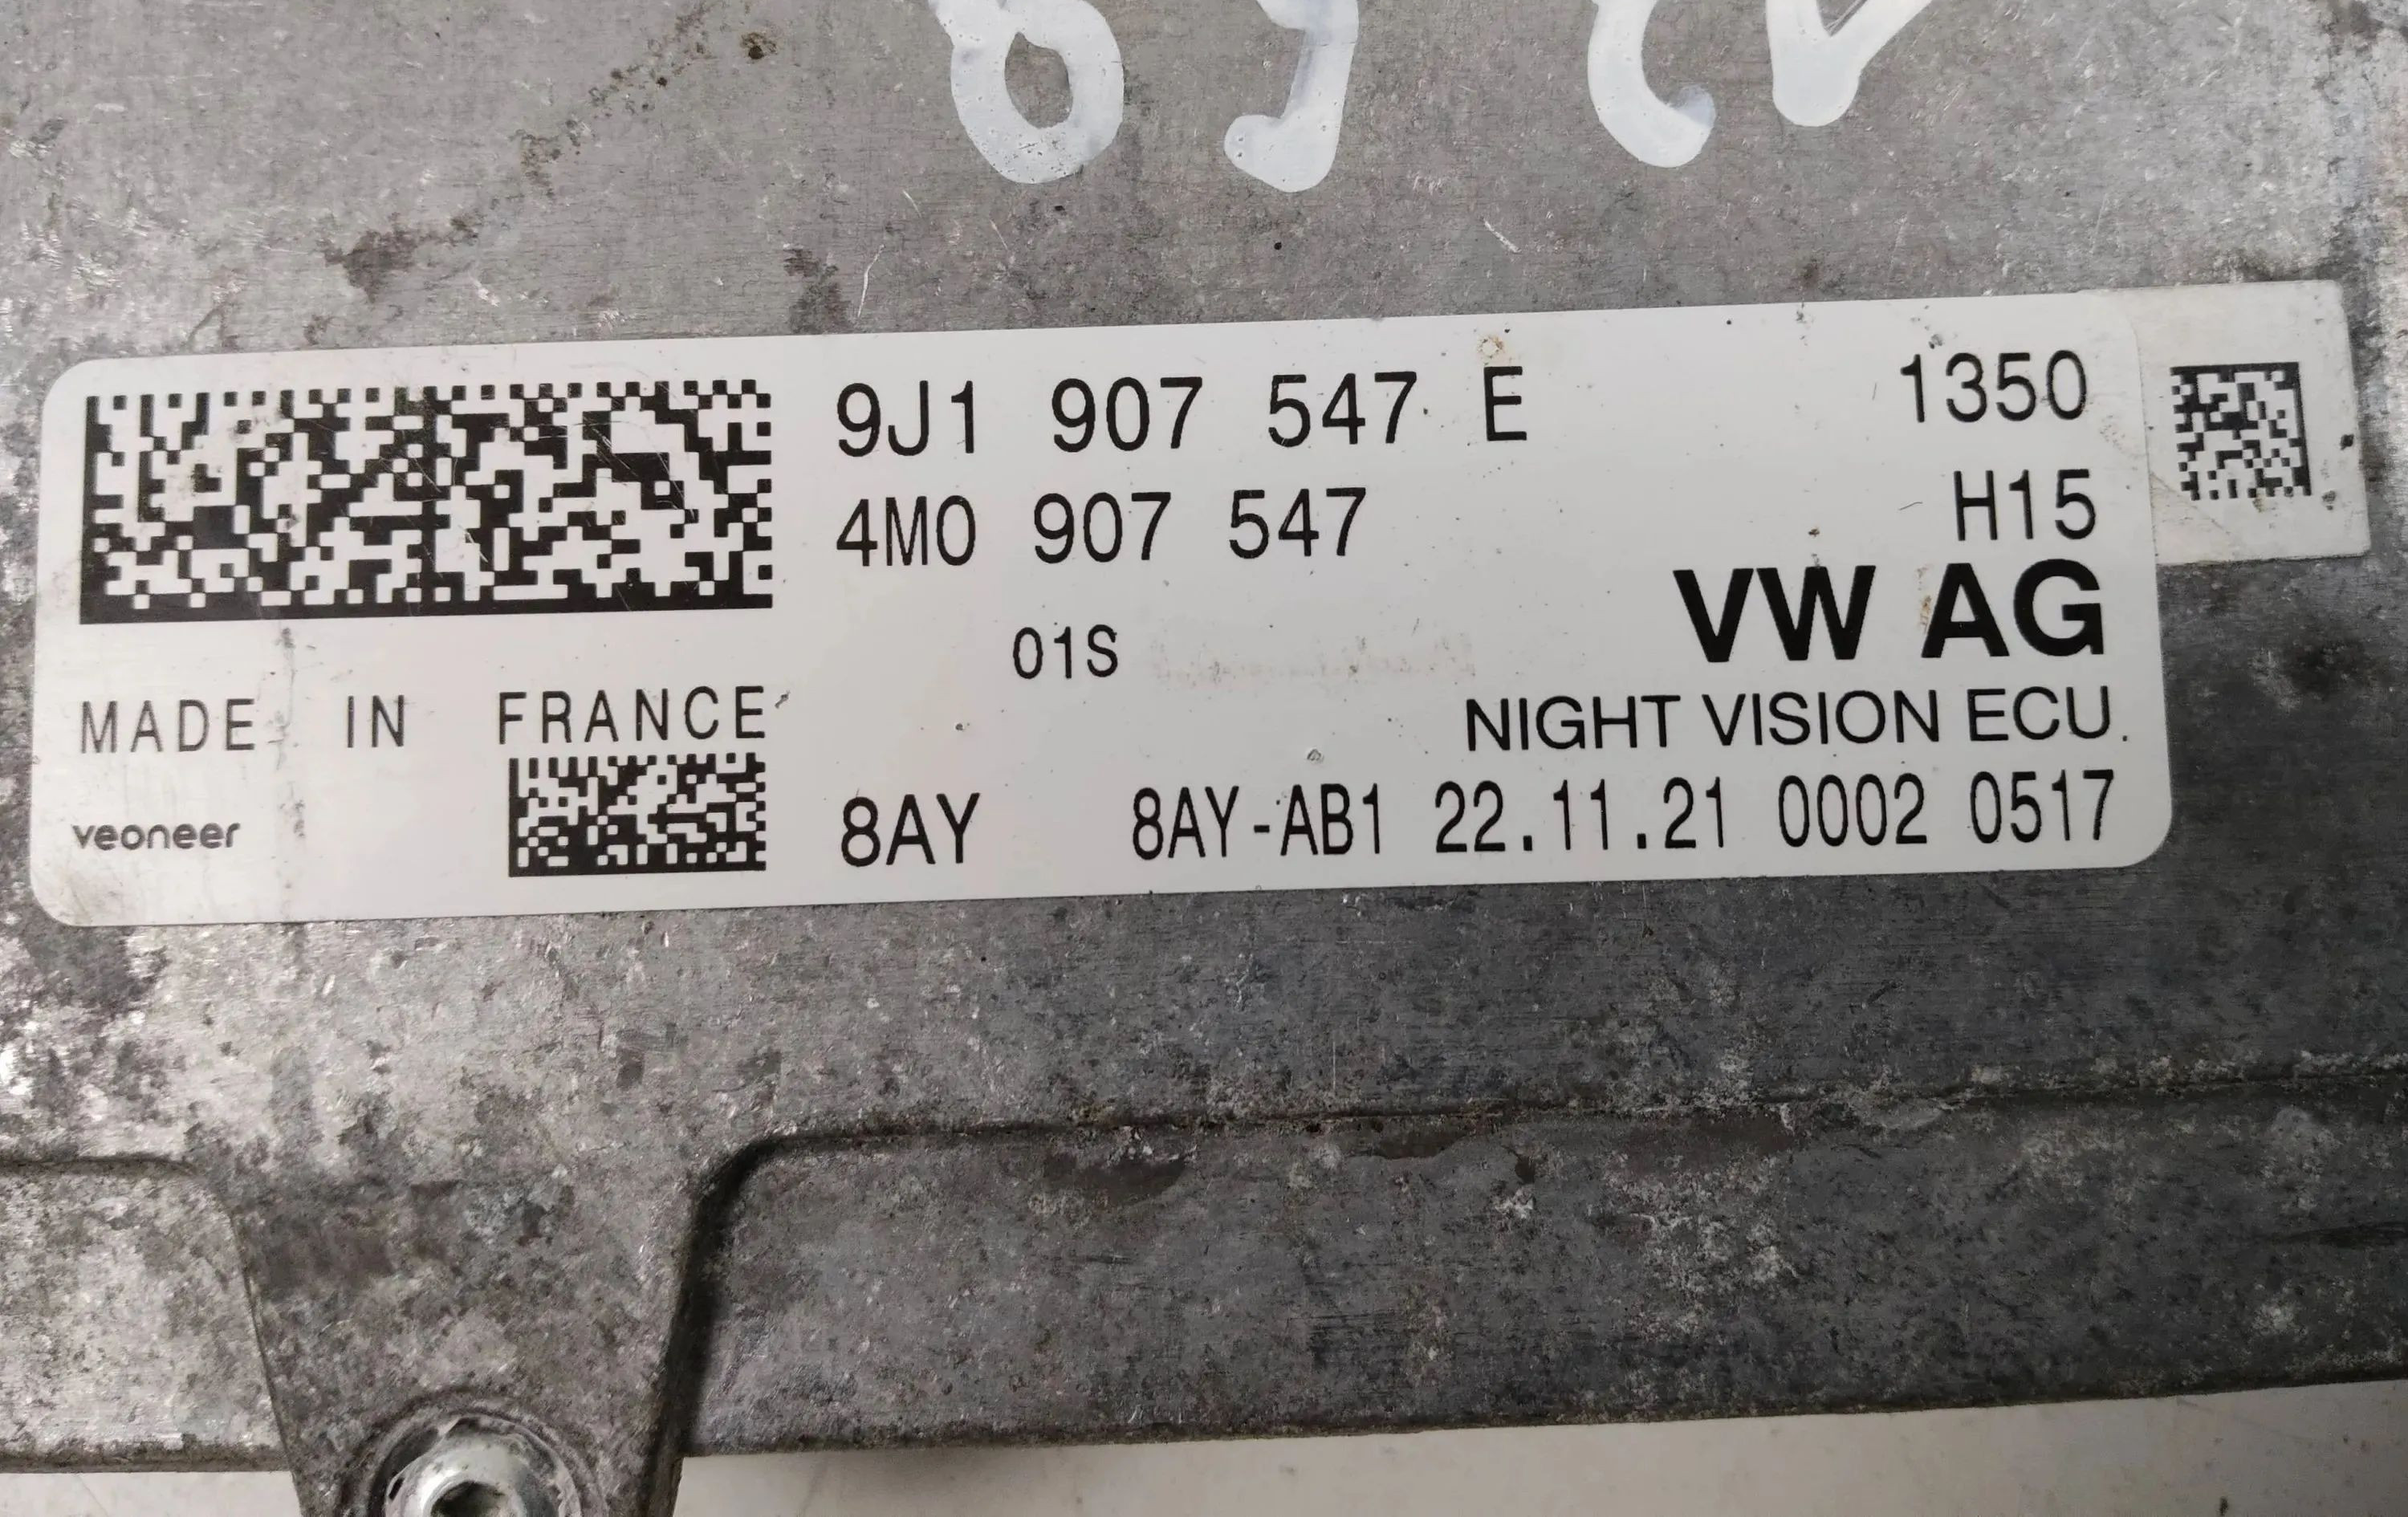 9J1 907 547 E 1350
4M0 907 547 H15
01S VW AG
MADE IN FRANCE NIGHT VISION ECU
veoneer 8AY 8AY-AB1 22.11.21 0002 0517